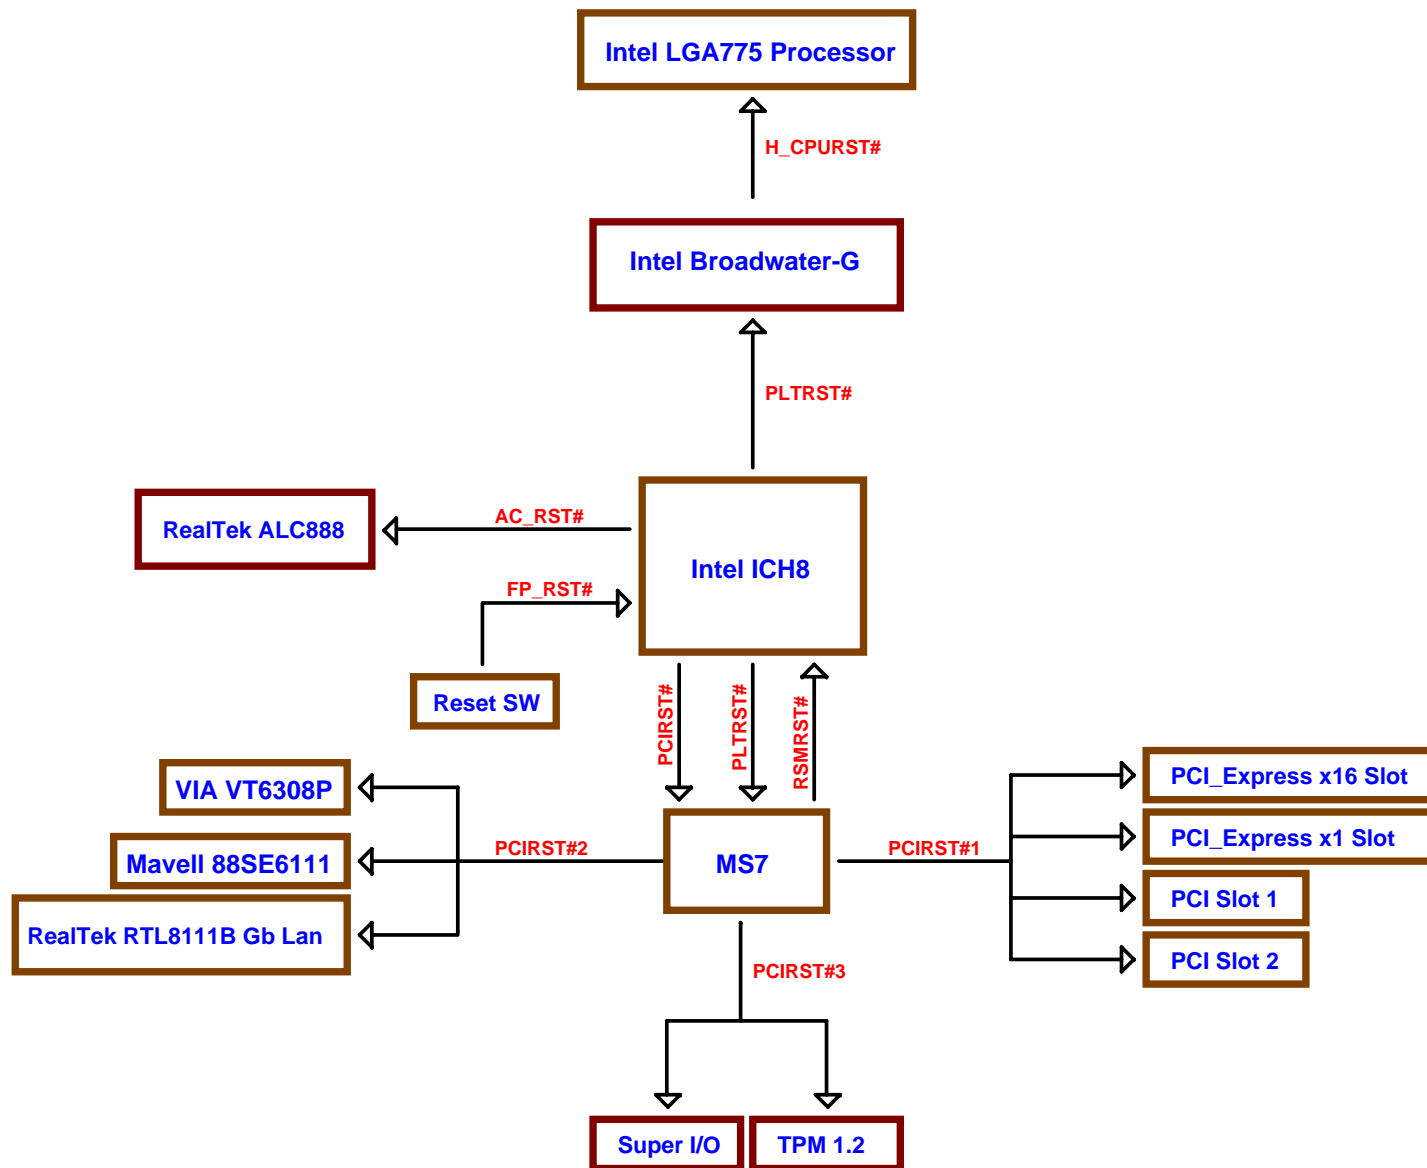 Intel LGA775 Processor
H_CPURST#
Intel Broadwater-G
PLTRST#
RealTek ALC888
AC_RST#
Intel ICH8
FP_RST#
Reset SW
PCIRST#
PLTRST#
RSMRST#
VIA VT6308P
PCI_Express x16 Slot
Mavell 88SE6111
PCIRST#2
MS7
PCIRST#1
PCI_Express x1 Slot
PCI Slot 1
RealTek RTL8111B Gb Lan
PCI Slot 2
PCIRST#3
Super I/O
TPM 1.2